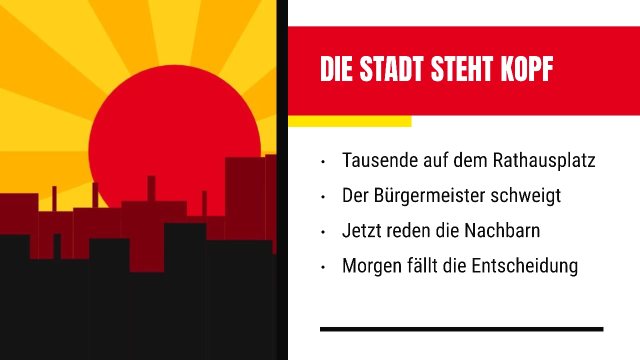 DIE STADT STEHT KOPF
• Tausende auf dem Rathausplatz
• Der Bürgermeister schweigt
• Jetzt reden die Nachbarn
• Morgen fällt die Entscheidung